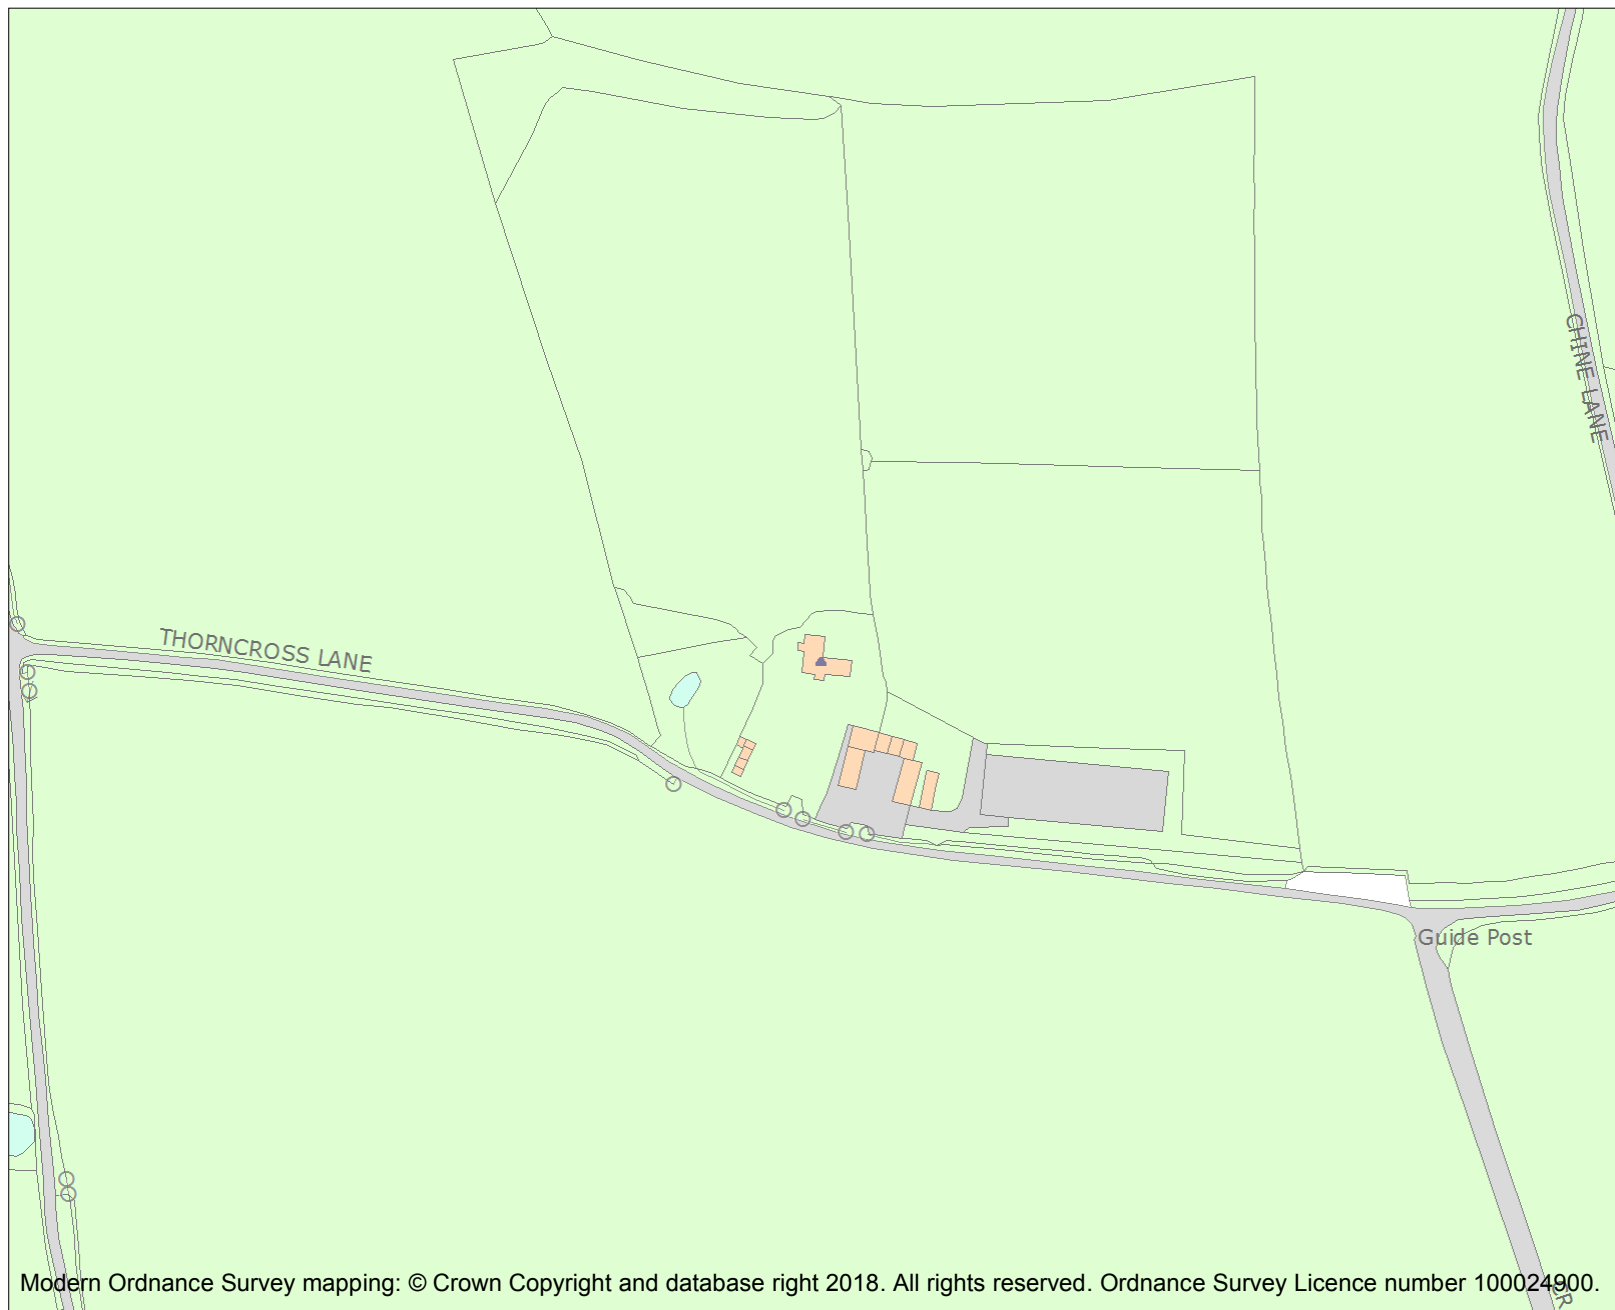 CHINE LANE
THORNCROSS LANE
Guide Post
CR
Modern Ordnance Survey mapping: © Crown Copyright and database right 2018. All rights reserved. Ordnance Survey Licence number 100024900.